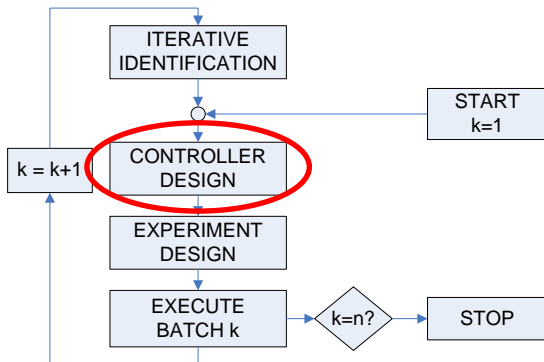 ITERATIVE
IDENTIFICATION
START
k=1
CONTROLLER
DESIGN
k = k+1
EXPERIMENT
DESIGN
EXECUTE
BATCH k
k=n?
STOP